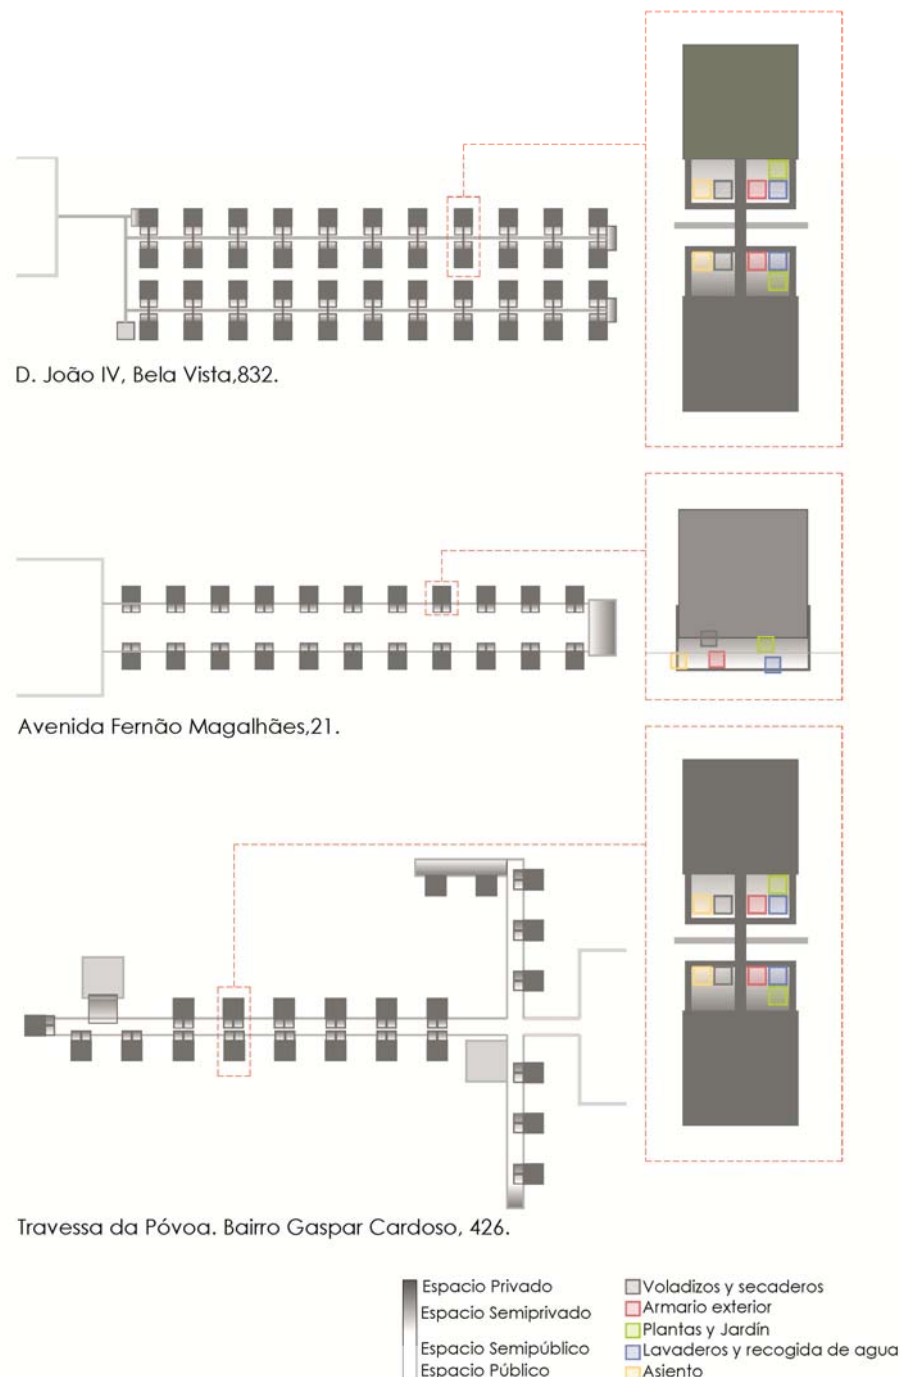 D. João IV, Bela Vista,832.
Avenida Fernão Magalhães,21.
Travessa da Póvoa. Bairro Gaspar Cardoso, 426.
Espacio Privado
Espacio Semiprivado
Espacio Semipúblico
Espacio Público
Voladizos y secaderos
Armario exterior
Plantas y Jardín
Lavaderos y recogida de agua
Asiento